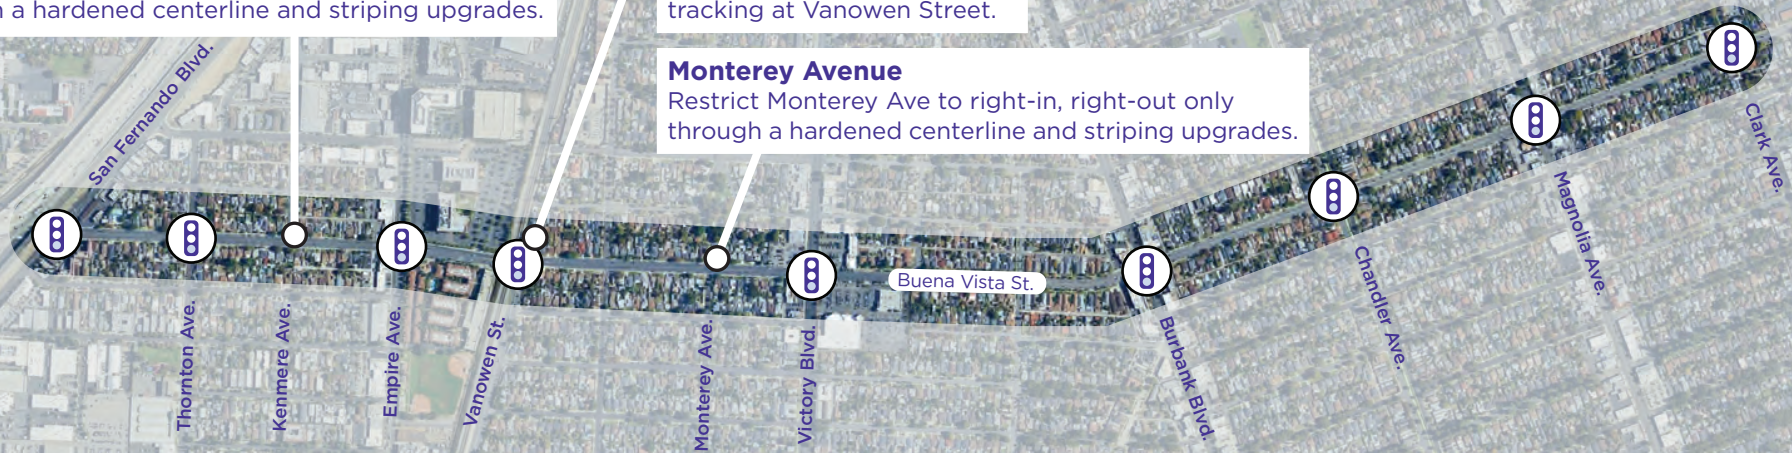 a hardened centerline and striping upgrades.
tracking at Vanowen Street.
Monterey Avenue
Restrict Monterey Ave to right-in, right-out only
through a hardened centerline and striping upgrades.
San Fernando Blvd.
Thornton Ave.
Kenmere Ave.
Empire Ave.
Vanowen St.
Monterey Ave.
Victory Blvd.
Buena Vista St.
Burbank Blvd.
Chandler Ave.
Magnolia Ave.
Clark Ave.